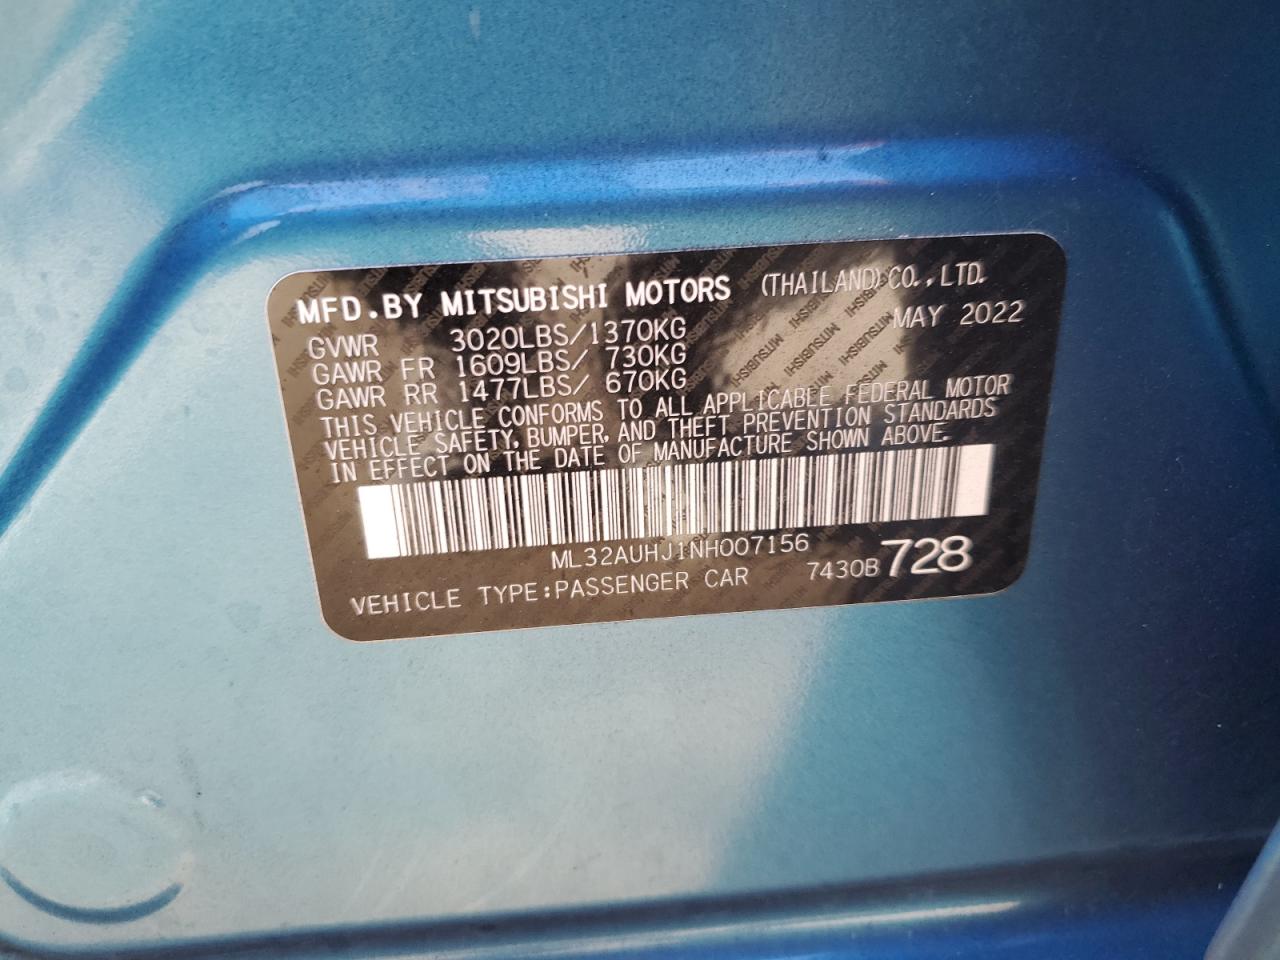 MFD.BY MITSUBISHI MOTORS (THAILAND)CO.,LTD.
MAY 2022
GVWR 3020LBS/1370KG
GAWR FR 1609LBS/ 730KG
GAWR RR 1477LBS/ 670KG
THIS VEHICLE CONFORMS TO ALL APPLICABLE FEDERAL MOTOR
VEHICLE SAFETY, BUMPER, AND THEFT PREVENTION STANDARDS
IN EFFECT ON THE DATE OF MANUFACTURE SHOWN ABOVE.
ML32AUHJ1NH007156
VEHICLE TYPE:PASSENGER CAR 7430B728